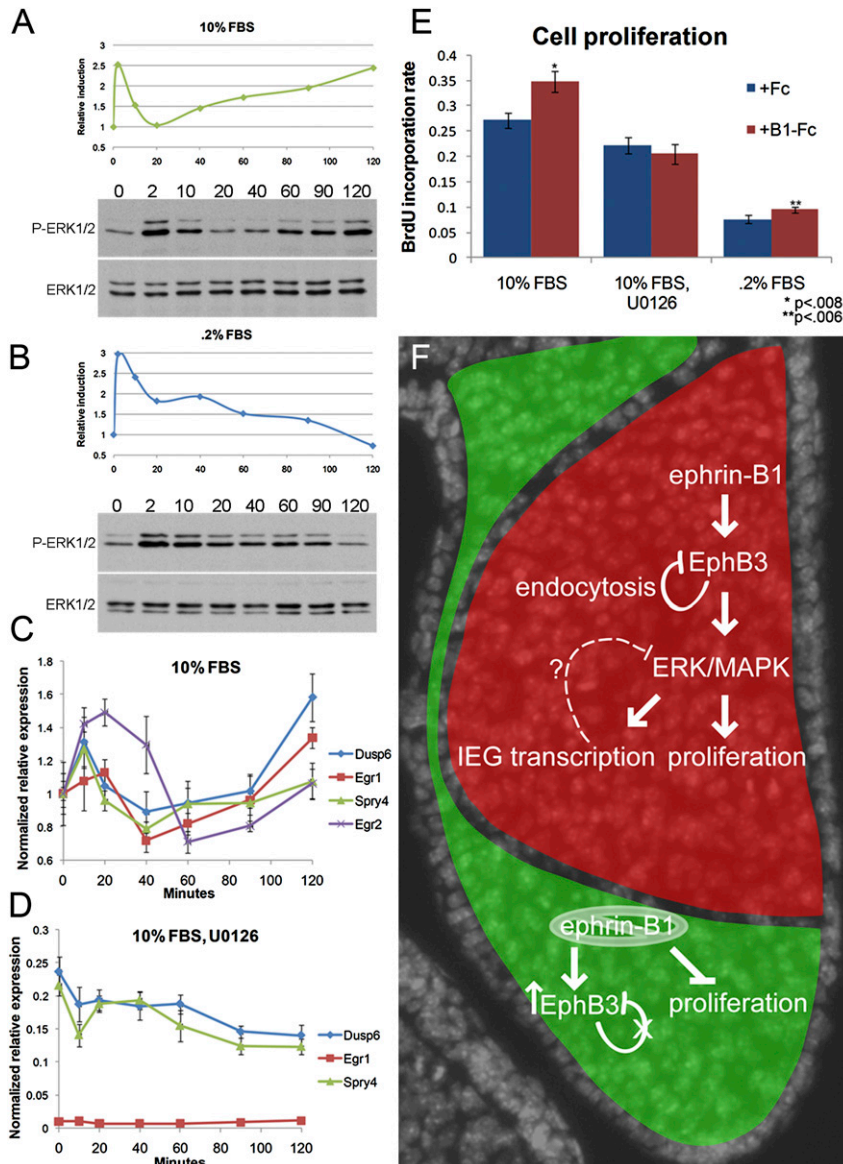 A
10% FBS
Relative induction
3
2.5
2
1.5
1
0.5
0 20 40 60 80 100 120
0 2 10 20 40 60 90 120
P-ERK1/2
ERK1/2
B
.2% FBS
Relative induction
3
2.5
2
1.5
1
0.5
0 20 40 60 80 100 120
0 2 10 20 40 60 90 120
P-ERK1/2
ERK1/2
C
10% FBS
Normalized relative expression
1.8
1.6
1.4
1.2
1
0.8
0.6
0 20 40 60 80 100 120
Minutes
Dusp6
Egr1
Spry4
Egr2
D
10% FBS, U0126
Normalized relative expression
0.3
0.25
0.2
0.15
0.1
0.05
0
0 20 40 60 80 100 120
Minutes
Dusp6
Egr1
Spry4
E
Cell proliferation
BrdU incorporation rate
0.4
0.35
0.3
0.25
0.2
0.15
0.1
0.05
0
*
**
+Fc
+B1-Fc
10% FBS
10% FBS,
U0126
.2% FBS
* p<.008
**p<.006
F
ephrin-B1
EphB3
endocytosis
?
ERK/MAPK
IEG transcription
proliferation
ephrin-B1
EphB3
X
proliferation